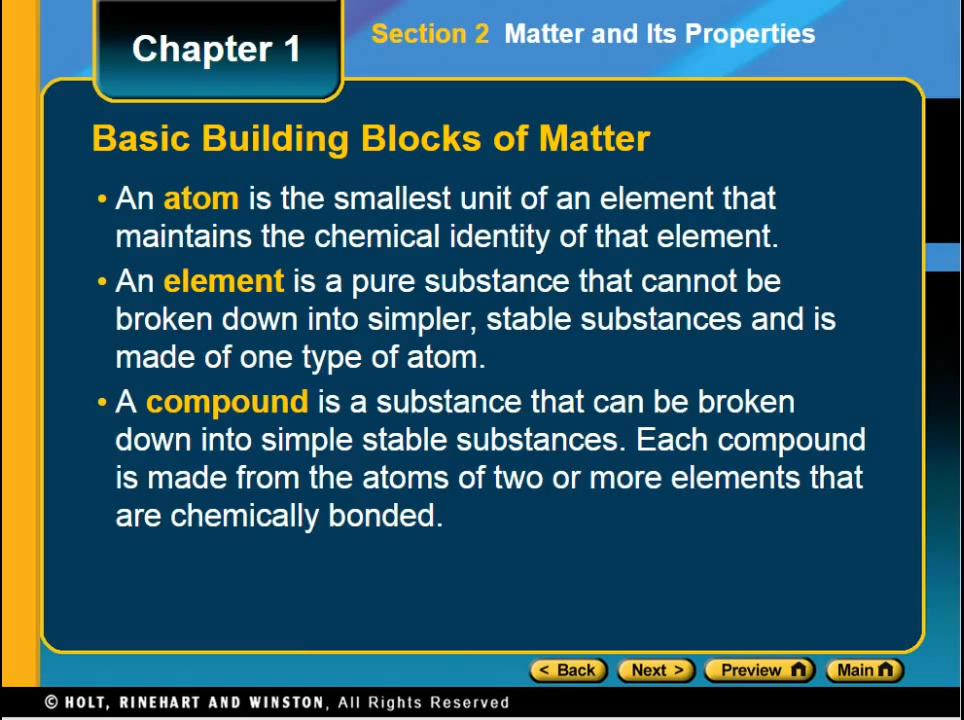 Chapter 1
Section 2 Matter and Its Properties
Basic Building Blocks of Matter
• An atom is the smallest unit of an element that
maintains the chemical identity of that element.
• An element is a pure substance that cannot be
broken down into simpler, stable substances and is
made of one type of atom.
• A compound is a substance that can be broken
down into simple stable substances. Each compound
is made from the atoms of two or more elements that
are chemically bonded.
< Back Next > Preview Main
© HOLT, RINEHART AND WINSTON, All Rights Reserved